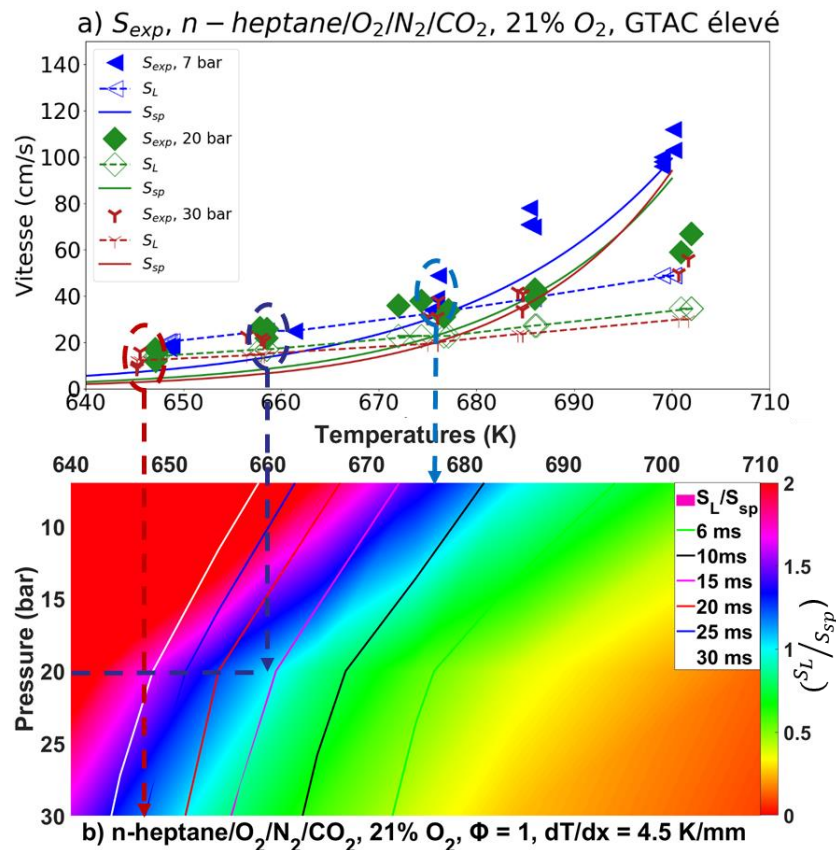 a) S_exp, n − heptane/O₂/N₂/CO₂, 21% O₂, GTAC élevé
140
120
100
80
60
40
20
0
Vitesse (cm/s)
S_exp, 7 bar
S_L
S_sp
S_exp, 20 bar
S_L
S_sp
S_exp, 30 bar
S_L
S_sp
640 650 660 670 680 690 700 710
Temperatures (K)
640 650 660 670 680 690 700 710
10
15
20
25
30
Pressure (bar)
S_L/S_sp
6 ms
10ms
15 ms
20 ms
25 ms
30 ms
2
1.5
1
0.5
0
(S_L/S_sp)
b) n-heptane/O₂/N₂/CO₂, 21% O₂, Φ = 1, dT/dx = 4.5 K/mm